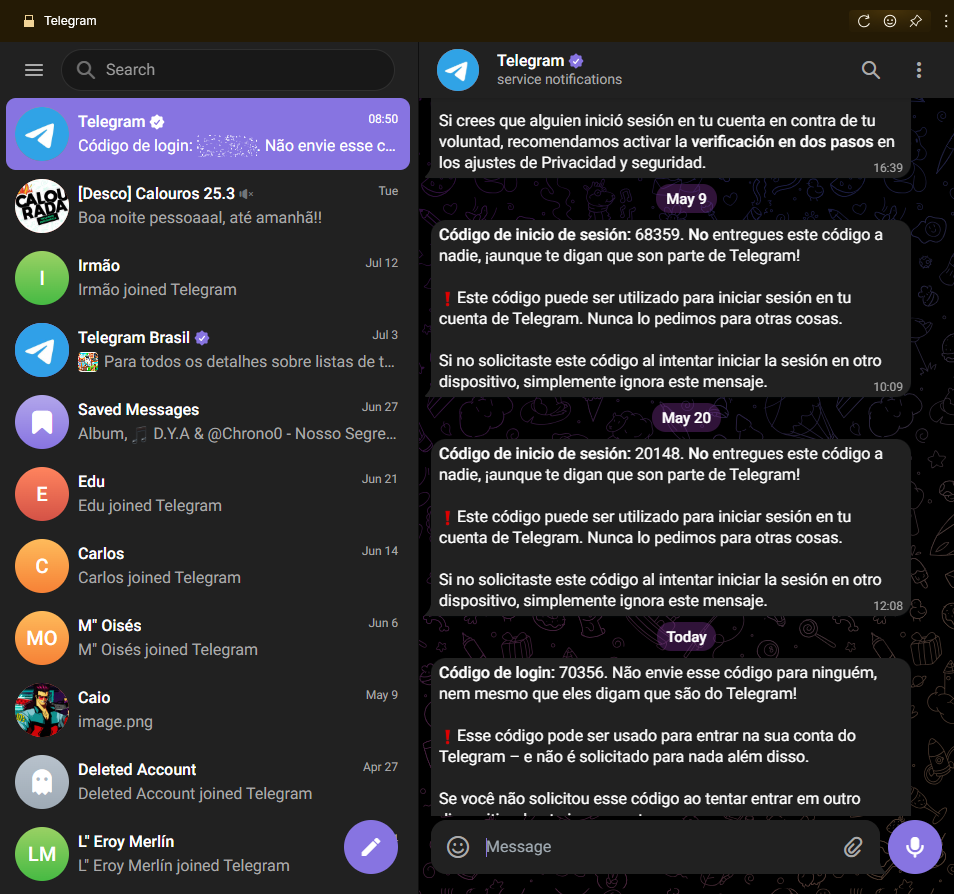 Telegram
Search
Telegram
08:50
Código de login: Não envie esse c...
CALOU
RADA
[Desco] Calouros 25.3
Tue
Boa noite pessoaaal, até amanhã!!
I
Irmão
Jul 12
Irmão joined Telegram
Telegram Brasil
Jul 3
Para todos os detalhes sobre listas de t...
Saved Messages
Jun 27
Album, 🎵 D.Y.A & @Chrono0 - Nosso Segre...
E
Edu
Jun 21
Edu joined Telegram
C
Carlos
Jun 14
Carlos joined Telegram
MO
M" Oisés
Jun 6
M" Oisés joined Telegram
Caio
May 9
image.png
Deleted Account
Apr 27
Deleted Account joined Telegram
LM
L" Eroy Merlín
L" Eroy Merlín joined Telegram
Telegram
service notifications
Si crees que alguien inició sesión en tu cuenta en contra de tu
voluntad, recomendamos activar la verificación en dos pasos en
los ajustes de Privacidad y seguridad.
16:39
May 9
Código de inicio de sesión: 68359. No entregues este código a
nadie, ¡aunque te digan que son parte de Telegram!
❗Este código puede ser utilizado para iniciar sesión en tu
cuenta de Telegram. Nunca lo pedimos para otras cosas.
Si no solicitaste este código al intentar iniciar la sesión en otro
dispositivo, simplemente ignora este mensaje.
10:09
May 20
Código de inicio de sesión: 20148. No entregues este código a
nadie, ¡aunque te digan que son parte de Telegram!
❗Este código puede ser utilizado para iniciar sesión en tu
cuenta de Telegram. Nunca lo pedimos para otras cosas.
Si no solicitaste este código al intentar iniciar la sesión en otro
dispositivo, simplemente ignora este mensaje.
12:08
Today
Código de login: 70356. Não envie esse código para ninguém,
nem mesmo que eles digam que são do Telegram!
❗Esse código pode ser usado para entrar na sua conta do
Telegram – e não é solicitado para nada além disso.
Se você não solicitou esse código ao tentar entrar em outro
Message